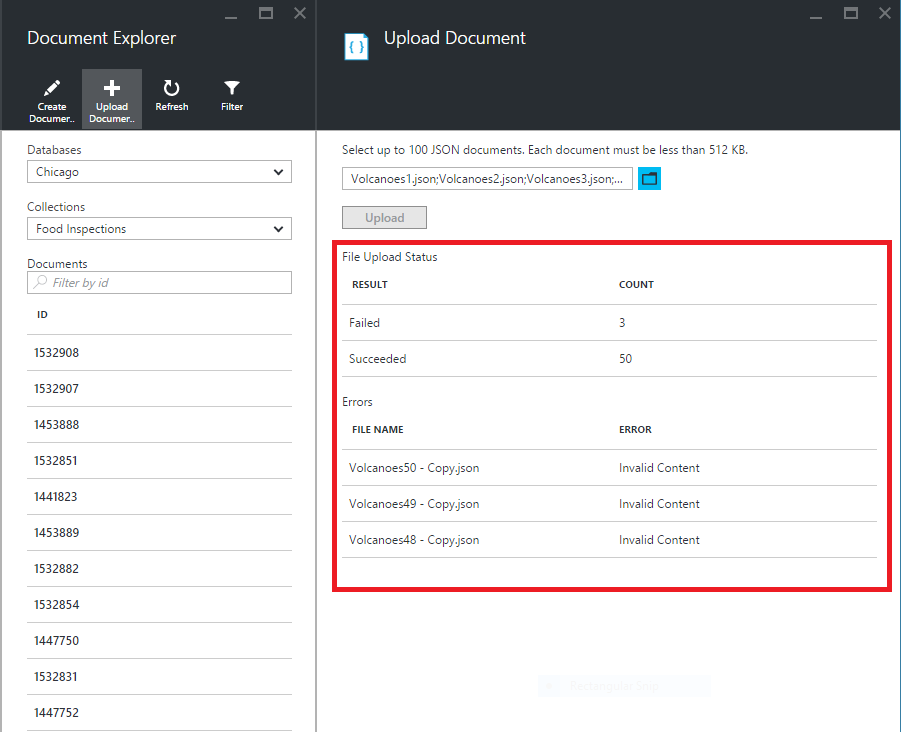 Document Explorer
Create Documer..
Upload Documer..
Refresh
Filter
Databases
Chicago
Collections
Food Inspections
Documents
Filter by id
ID
1532908
1532907
1453888
1532851
1441823
1453889
1532882
1532854
1447750
1532831
1447752
Upload Document
{ }
Select up to 100 JSON documents. Each document must be less than 512 KB.
Volcanoes1.json;Volcanoes2.json;Volcanoes3.json;...
Upload
File Upload Status
RESULT COUNT
Failed 3
Succeeded 50
Errors
FILE NAME ERROR
Volcanoes50 - Copy.json Invalid Content
Volcanoes49 - Copy.json Invalid Content
Volcanoes48 - Copy.json Invalid Content